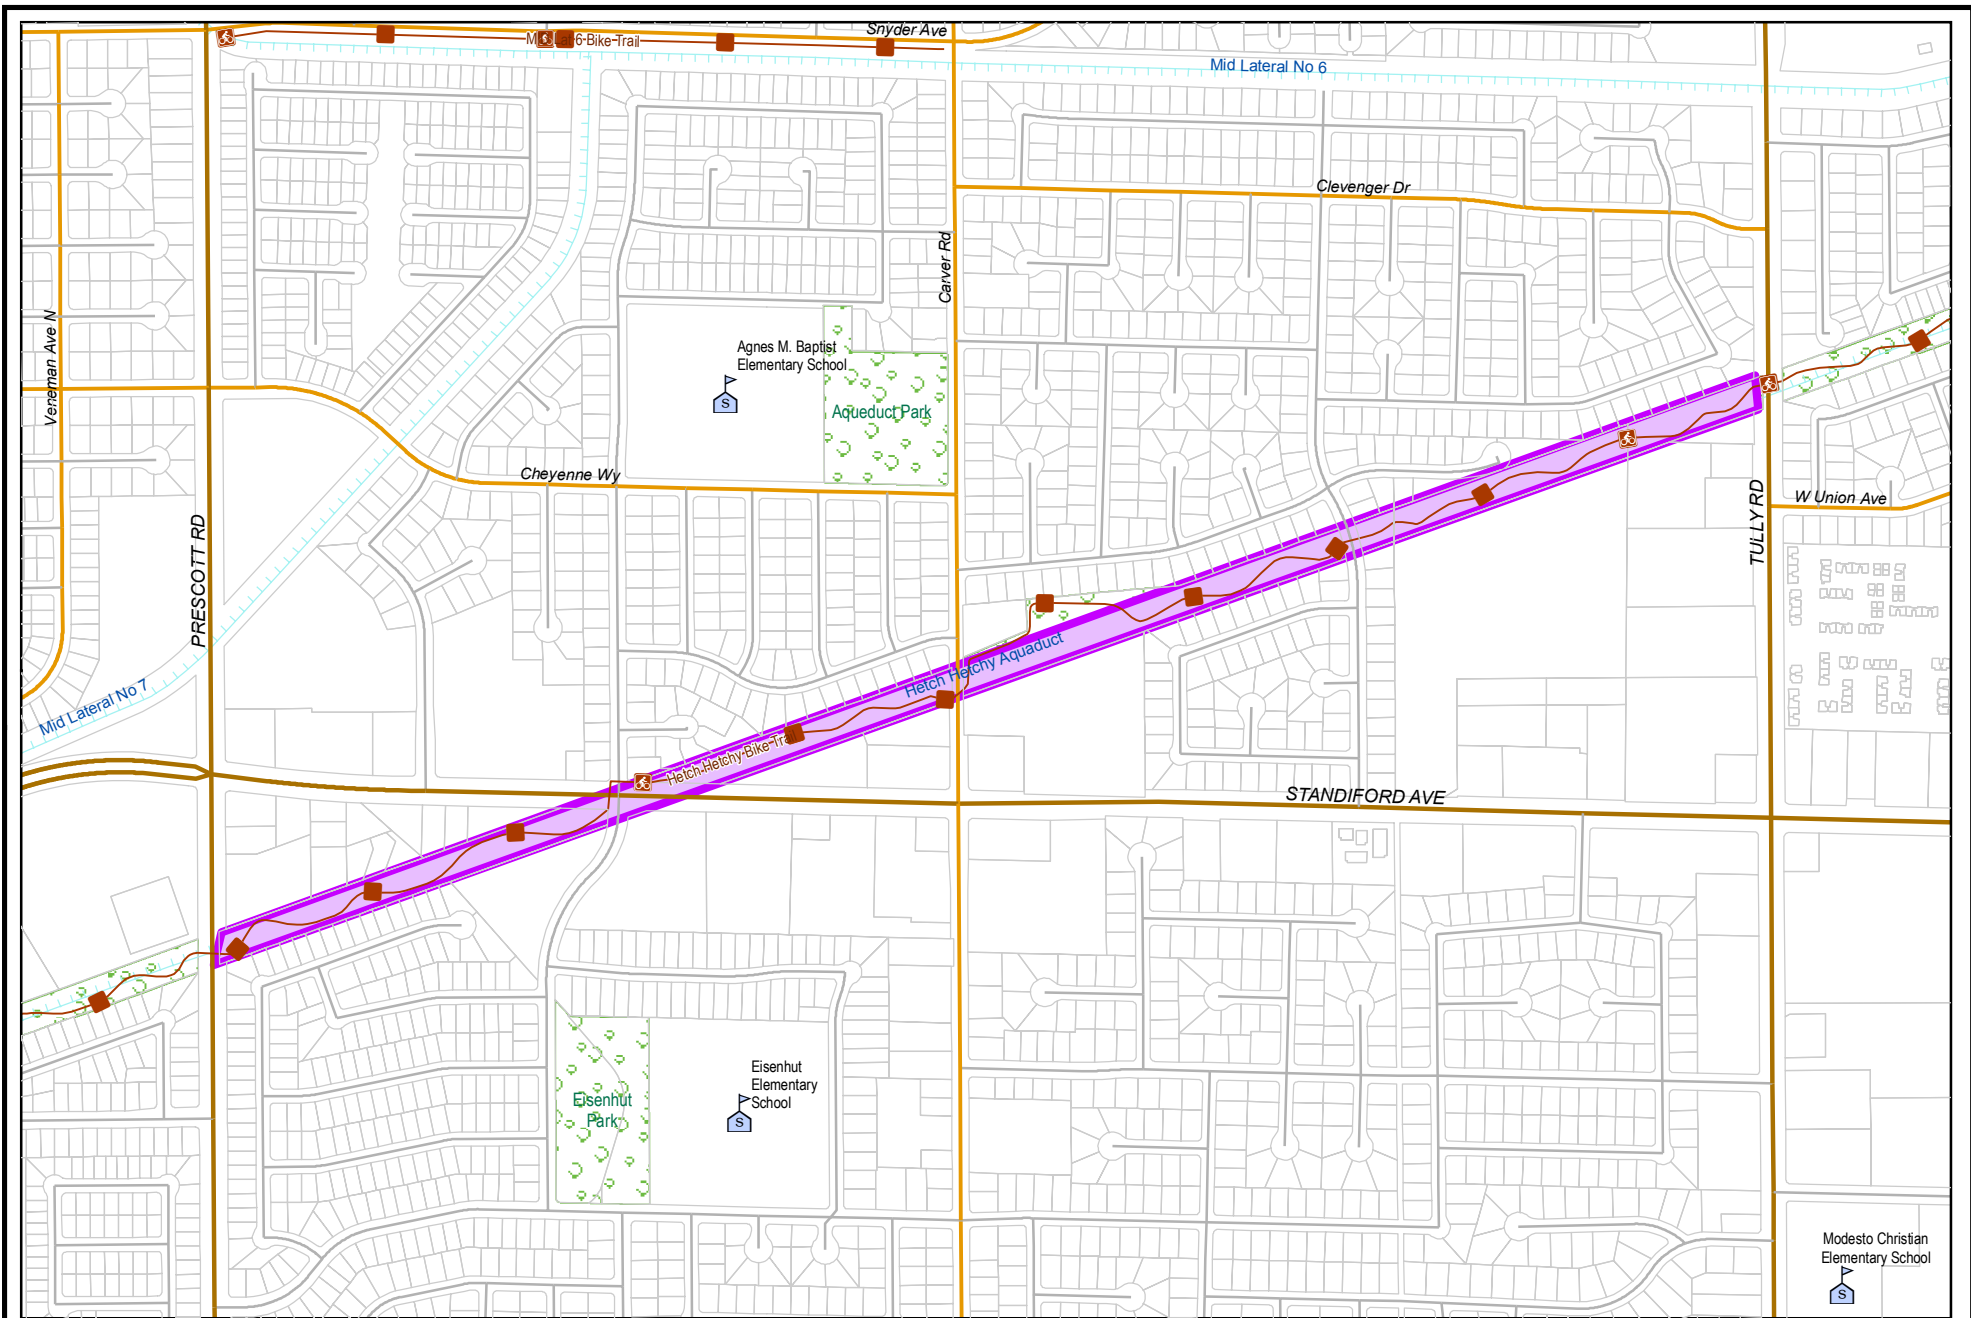 Snyder Ave
Mid Lat 6 Bike Trail
Mid Lateral No 6
Clevenger Dr
Carver Rd
Veneman Ave N
Agnes M. Baptist
Elementary School
S
Aqueduct Park
Cheyenne Wy
W Union Ave
PRESCOTT RD
TULLY RD
Mid Lateral No 7
Hetch Hetchy Aquaduct
Hetch Hetchy Bike Trail
STANDIFORD AVE
Eisenhut
Elementary
School
S
Eisenhut
Park
Modesto Christian
Elementary School
S